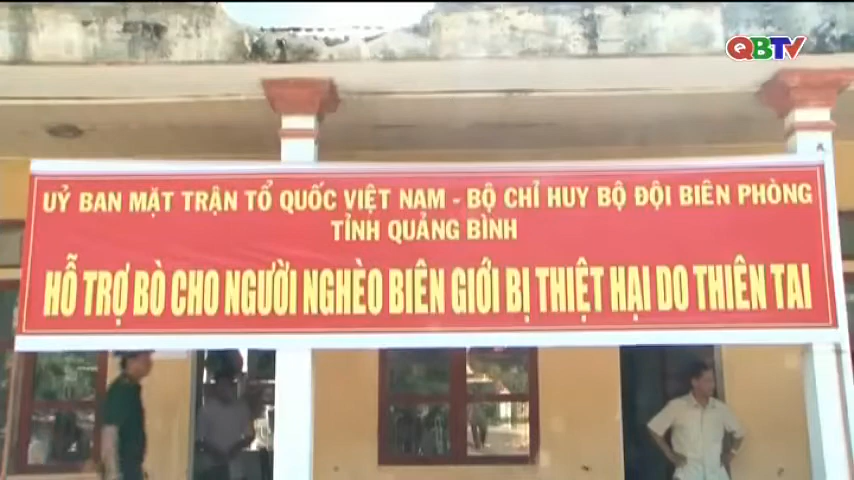 QBTV
UỶ BAN MẶT TRẬN TỔ QUỐC VIỆT NAM - BỘ CHỈ HUY BỘ ĐỘI BIÊN PHÒNG
TỈNH QUẢNG BÌNH
HỖ TRỢ BÒ CHO NGƯỜI NGHÈO BIÊN GIỚI BỊ THIỆT HẠI DO THIÊN TAI